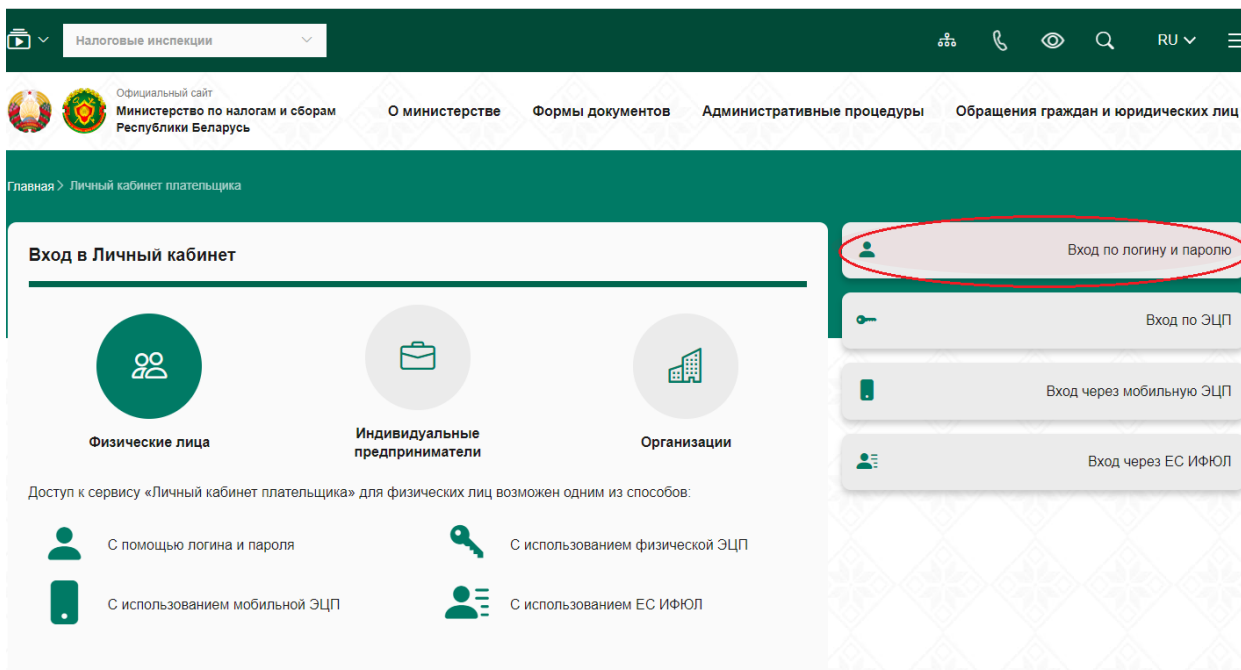 Налоговые инспекции
RU
Официальный сайт
Министерство по налогам и сборам
Республики Беларусь
О министерстве
Формы документов
Административные процедуры
Обращения граждан и юридических лиц
Главная > Личный кабинет плательщика
Вход в Личный кабинет
Физические лица
Индивидуальные
предприниматели
Организации
Доступ к сервису «Личный кабинет плательщика» для физических лиц возможен одним из способов:
С помощью логина и пароля
С использованием физической ЭЦП
С использованием мобильной ЭЦП
С использованием ЕС ИФЮЛ
Вход по логину и паролю
Вход по ЭЦП
Вход через мобильную ЭЦП
Вход через ЕС ИФЮЛ